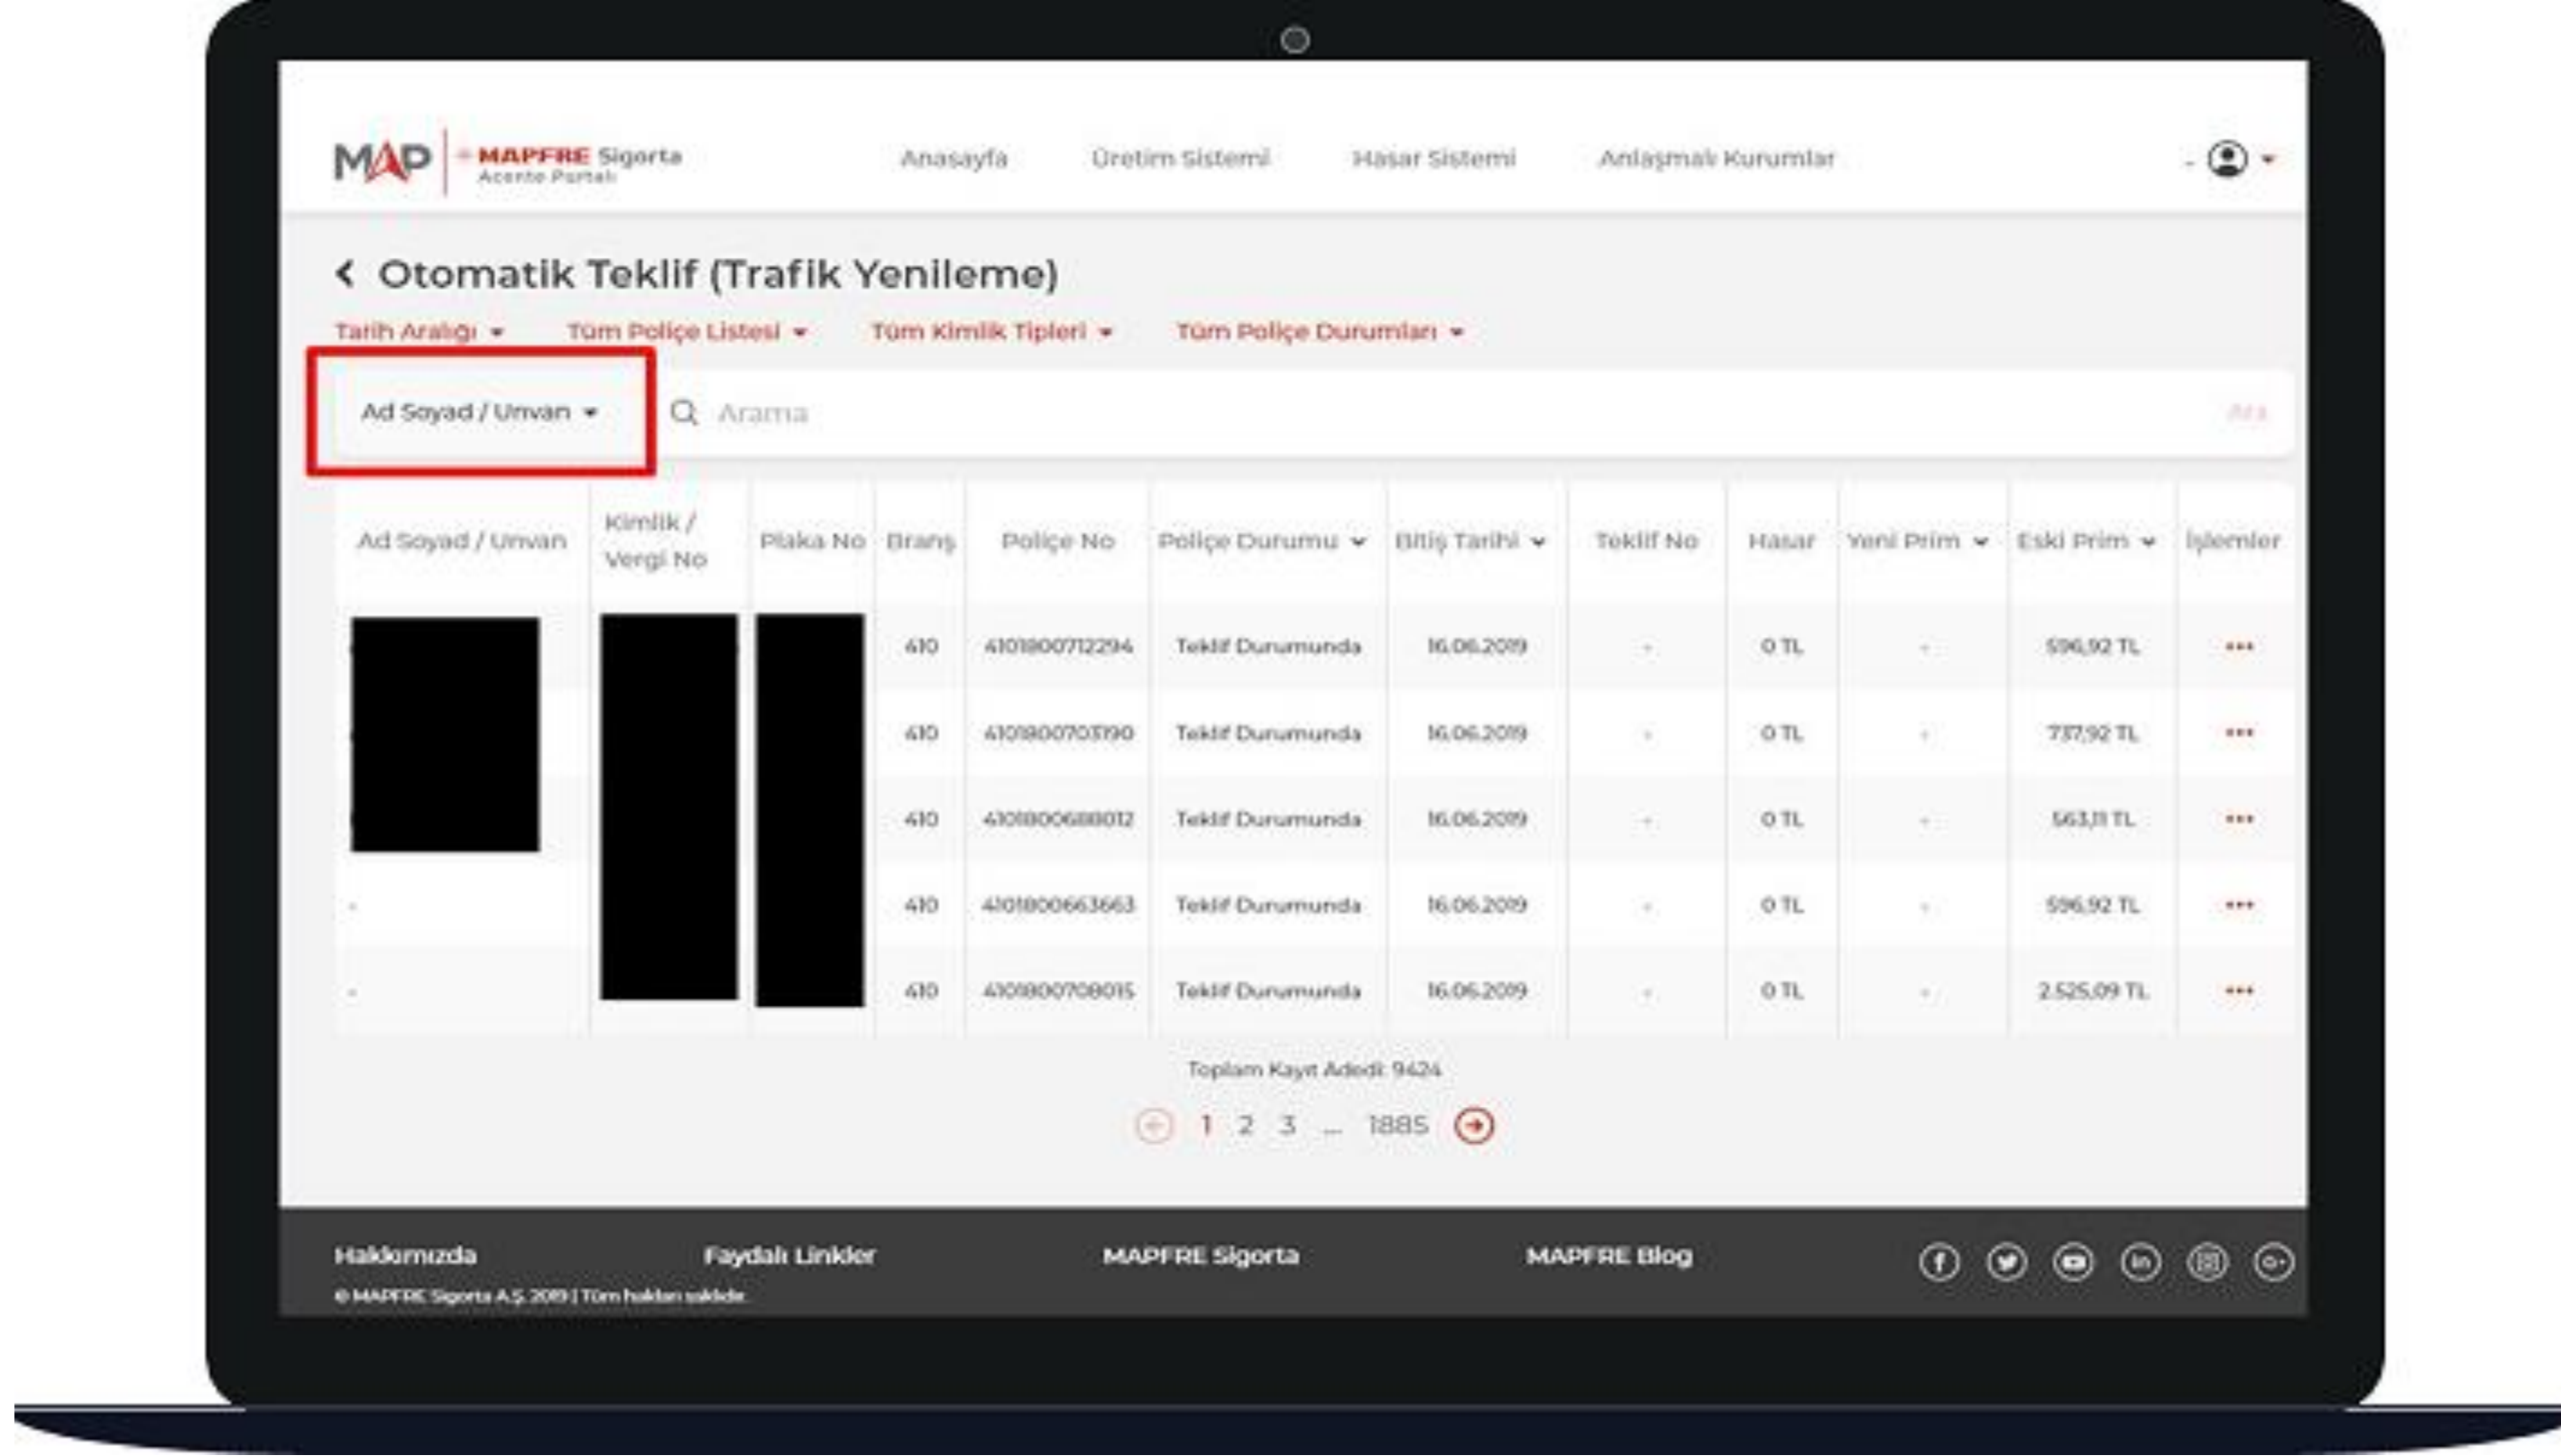 MAP + MAPFRE Sigorta
Acente Portalı
Anasayfa Üretim Sistemi Hasar Sistemi Anlaşmalı Kurumlar
Otomatik Teklif (Trafik Yenileme)
Tarih Aralığı Tüm Poliçe Listesi Tüm Kimlik Tipleri Tüm Poliçe Durumları
Ad Soyad / Unvan Arama Ara
Ad Soyad / Unvan Kimlik / Vergi No Plaka No Branş Poliçe No Poliçe Durumu Bitiş Tarihi Teklif No Hasar Yeni Prim Eski Prim İşlemler
410 4101800712294 Teklif Durumunda 16.06.2019 - 0 TL - 596,92 TL ...
410 4101800703190 Teklif Durumunda 16.06.2019 - 0 TL - 737,92 TL ...
410 4101800688012 Teklif Durumunda 16.06.2019 - 0 TL - 563,11 TL ...
- 410 4101800663663 Teklif Durumunda 16.06.2019 - 0 TL - 596,92 TL ...
- 410 4101800708015 Teklif Durumunda 16.06.2019 - 0 TL - 2.525,09 TL ...
Toplam Kayıt Adedi: 9424
1 2 3 ... 1885
Hakkımızda Faydalı Linkler MAPFRE Sigorta MAPFRE Blog
© MAPFRE Sigorta A.Ş. 2019 | Tüm hakları saklıdır.